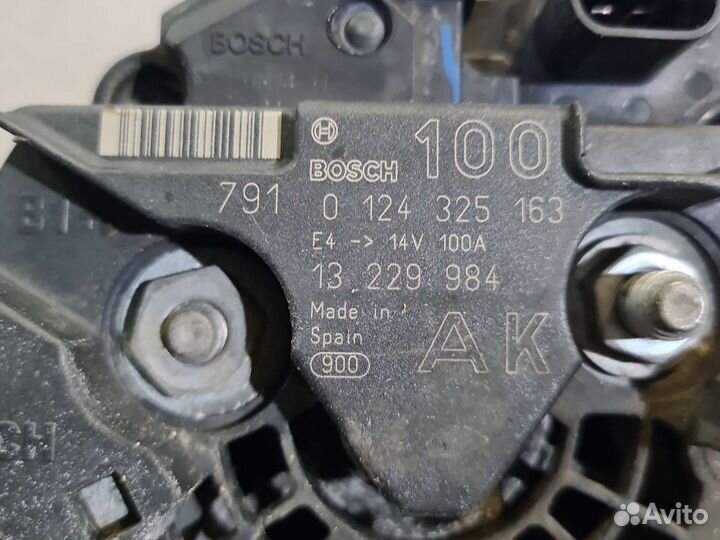 BOSCH
BOSCH 100
791 0 124 325 163
E4 -> 14V 100A
13 229 984
Made in
Spain
AK
900
CH
Avito